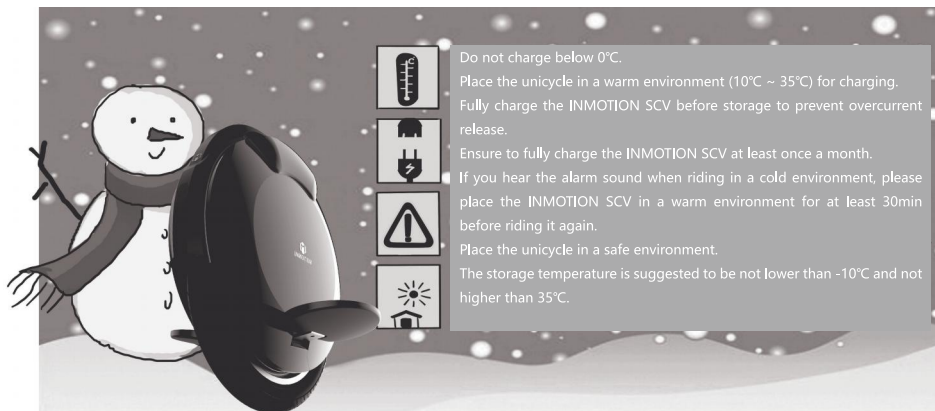 Do not charge below 0℃.
Place the unicycle in a warm environment (10℃ ~ 35℃) for charging.
Fully charge the INMOTION SCV before storage to prevent overcurrent
release.
Ensure to fully charge the INMOTION SCV at least once a month.
If you hear the alarm sound when riding in a cold environment, please
place the INMOTION SCV in a warm environment for at least 30min
before riding it again.
Place the unicycle in a safe environment.
The storage temperature is suggested to be not lower than -10℃ and not
higher than 35℃.
℃
INMOTION